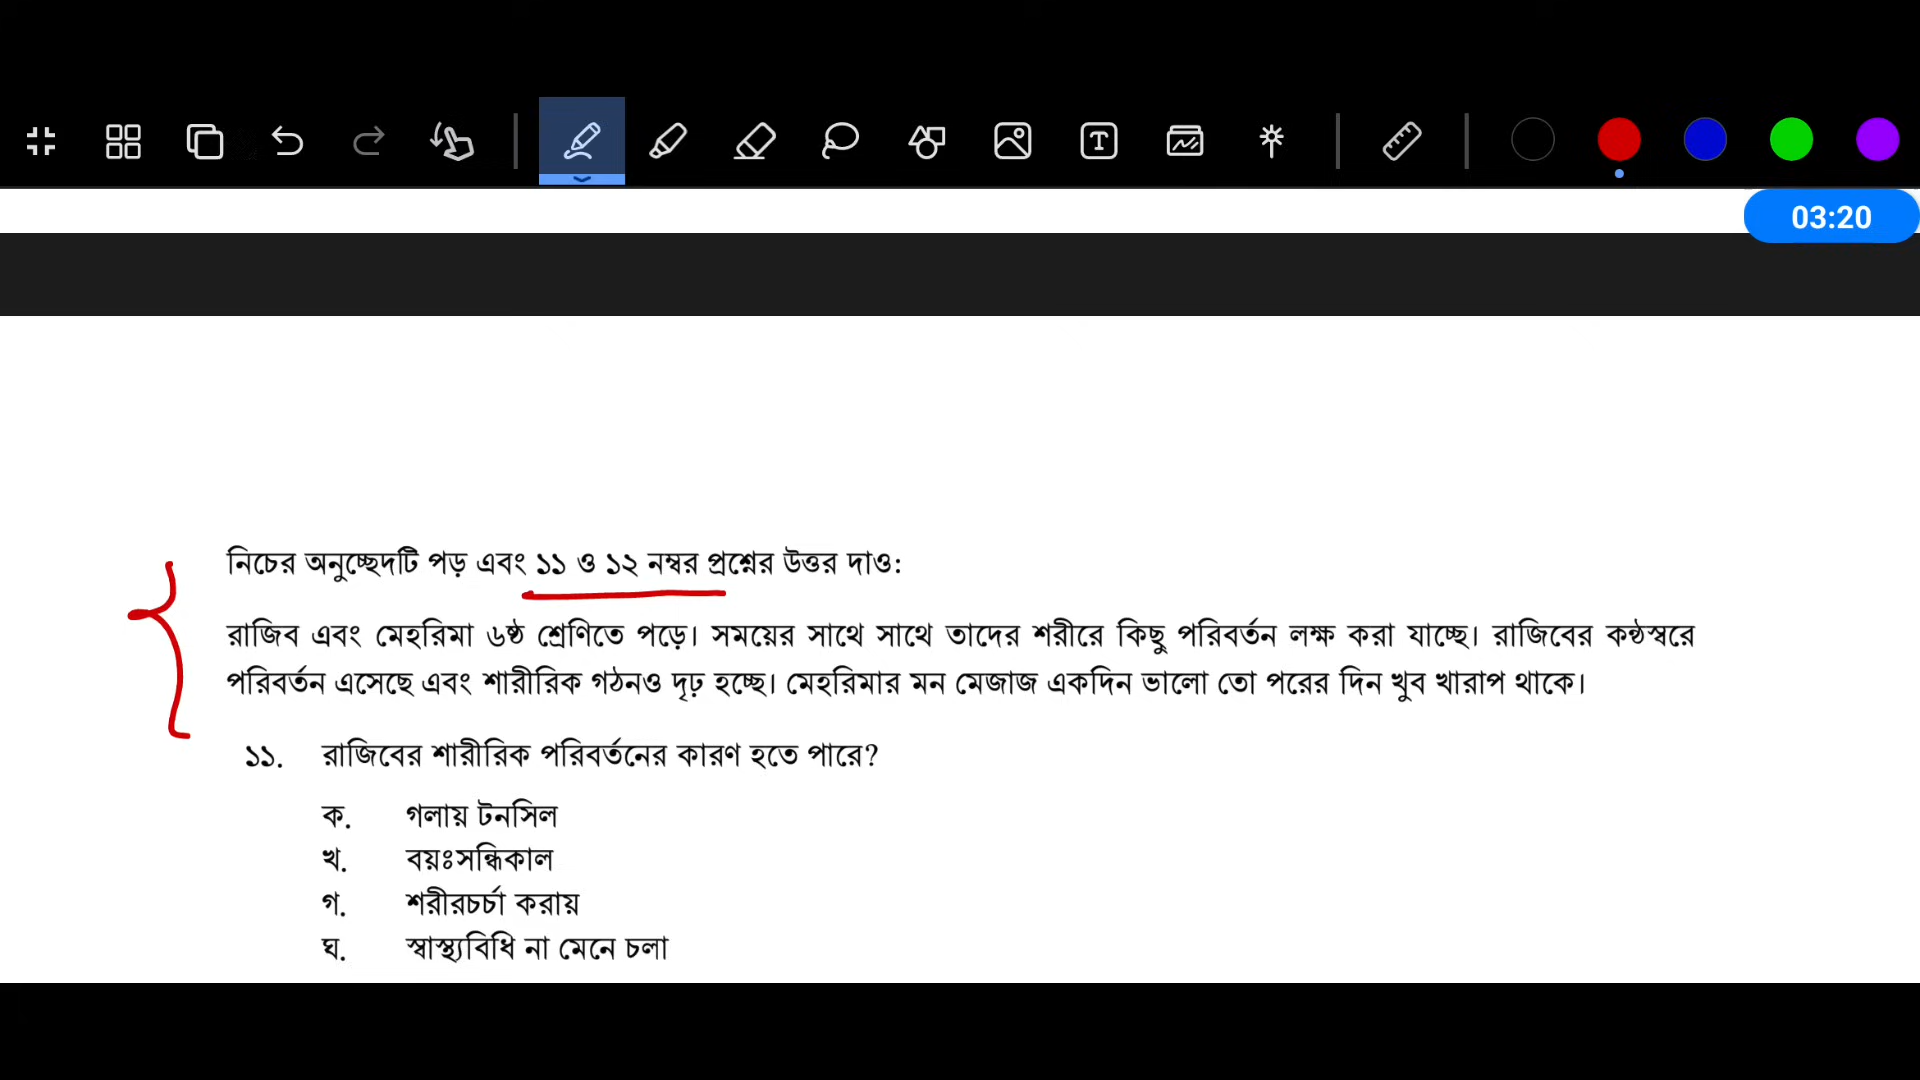 03:20
নিচের অনুচ্ছেদটি পড় এবং ১১ ও ১২ নম্বর প্রশ্নের উত্তর দাও:
রাজিব এবং মেহরিমা ৬ষ্ঠ শ্রেণিতে পড়ে। সময়ের সাথে সাথে তাদের শরীরে কিছু পরিবর্তন লক্ষ করা যাচ্ছে। রাজিবের কন্ঠস্বরে
পরিবর্তন এসেছে এবং শারীরিক গঠনও দৃঢ় হচ্ছে। মেহরিমার মন মেজাজ একদিন ভালো তো পরের দিন খুব খারাপ থাকে।
১১. রাজিবের শারীরিক পরিবর্তনের কারণ হতে পারে?
ক. গলায় টনসিল
খ. বয়ঃসন্ধিকাল
গ. শরীরচর্চা করায়
ঘ. স্বাস্থ্যবিধি না মেনে চলা